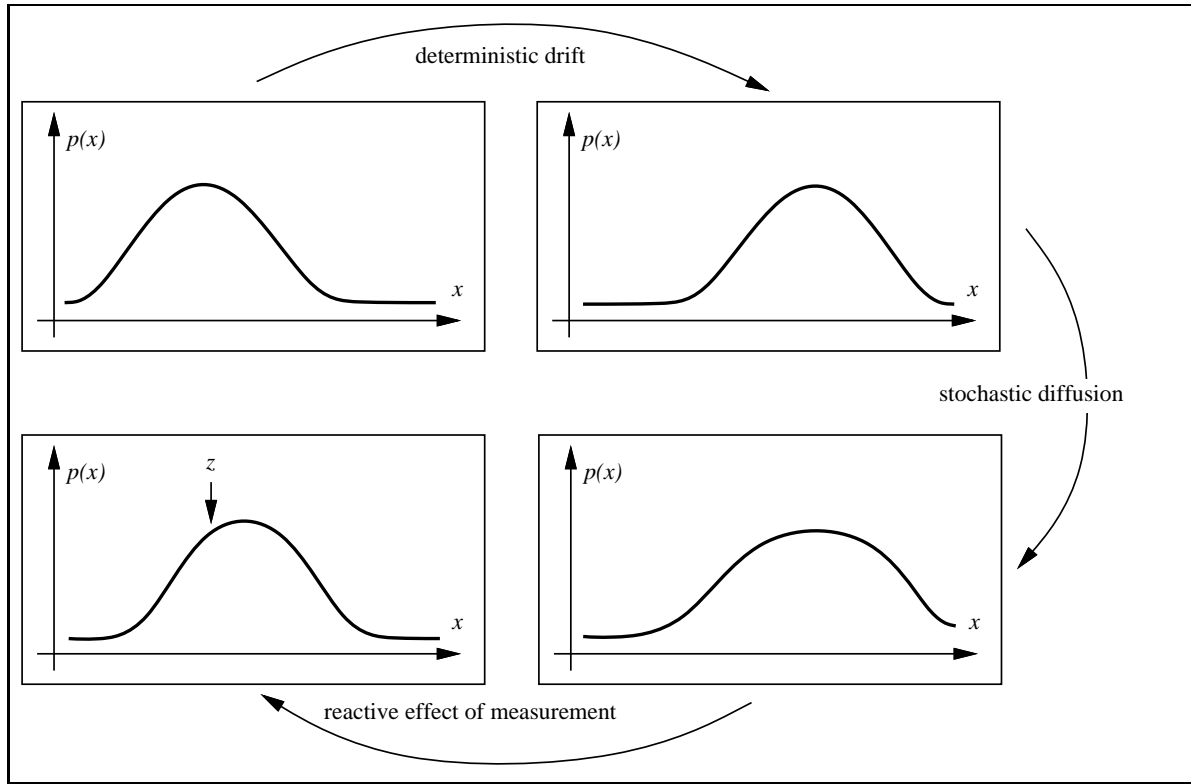 deterministic drift
p(x)
x
p(x)
x
stochastic diffusion
z
p(x)
x
p(x)
x
reactive effect of measurement